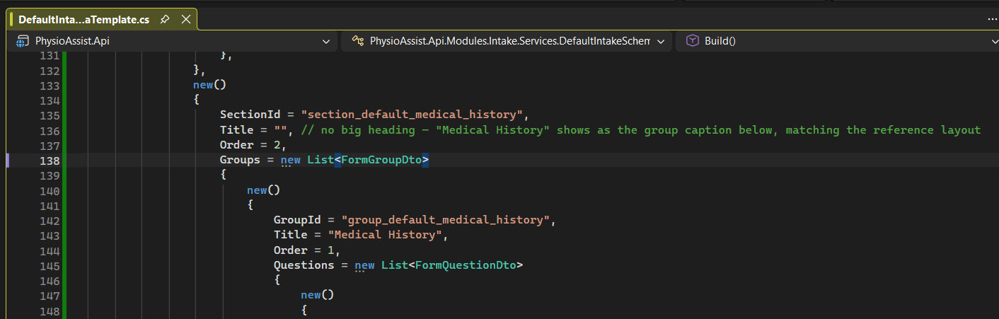 DefaultInta...aTemplate.cs
PhysioAssist.Api
PhysioAssist.Api.Modules.Intake.Services.DefaultIntakeSchem
Build()
131 },
132 },
133 new()
134 {
135 SectionId = "section_default_medical_history",
136 Title = "", // no big heading — "Medical History" shows as the group caption below, matching the reference layout
137 Order = 2,
138 Groups = new List<FormGroupDto>
139 {
140 new()
141 {
142 GroupId = "group_default_medical_history",
143 Title = "Medical History",
144 Order = 1,
145 Questions = new List<FormQuestionDto>
146 {
147 new()
148 {